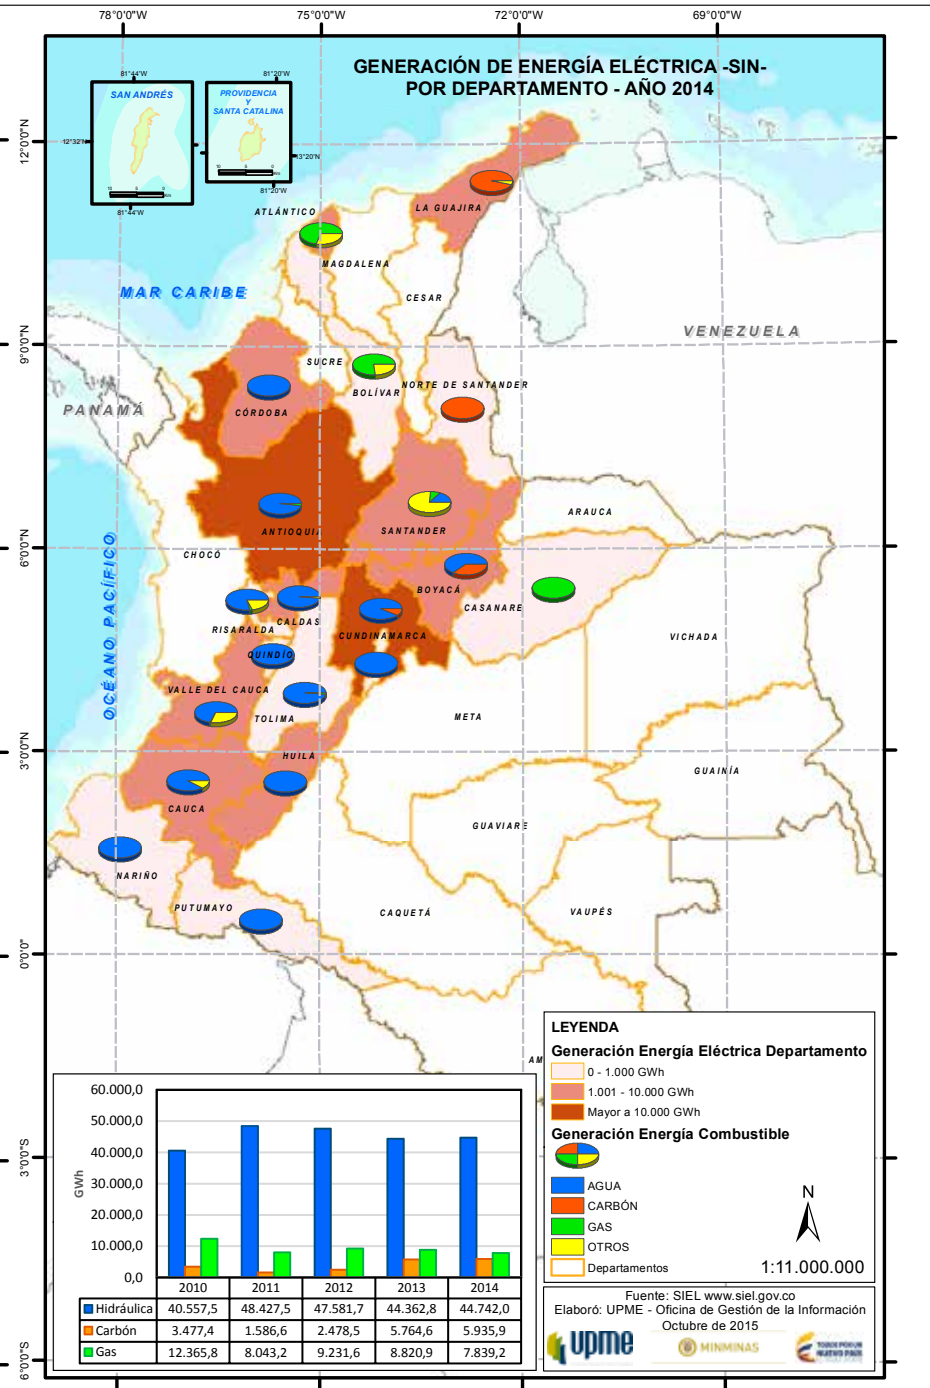 78°0'0"W 75°0'0"W 72°0'0"W 69°0'0"W
GENERACIÓN DE ENERGÍA ELÉCTRICA -SIN-
POR DEPARTAMENTO - AÑO 2014
81°44'W
81°20'W
SAN ANDRÉS
PROVIDENCIA
Y
SANTA CATALINA
12°0'0"N
12°32'
13°20'N
81°20'W
81°44'W
ATLÁNTICO
LA GUAJIRA
MAGDALENA
MAR CARIBE
CESAR
VENEZUELA
9°0'0"N
SUCRE
BOLÍVAR
NORTE DE SANTANDER
PANAMÁ
CÓRDOBA
ARAUCA
ANTIOQUI
SANTANDER
6°0'0"N
OCÉANO PACÍFICO
CHOCO
BOYACÁ
CASANARE
RISARALDA
CALDAS
CUNDINAMARCA
VICHADA
QUINDÍO
VALLE DEL CAUCA
TOLIMA
META
3°0'0"N
HUILA
GUAINÍA
CAUCA
GUAVIARE
NARIÑO
PUTUMAYO
CAQUETÁ
VAUPÉS
0°0'0"
AM
LEYENDA
Generación Energía Eléctrica Departamento
0 - 1.000 GWh
1.001 - 10.000 GWh
Mayor a 10.000 GWh
Generación Energía Combustible
AGUA
CARBÓN
GAS
OTROS
Departamentos
N
1:11.000.000
3°0'0"S
60.000,0
50.000,0
40.000,0
30.000,0
20.000,0
10.000,0
0,0
GWh
2010 2011 2012 2013 2014
Hidráulica 40.557,5 48.427,5 47.581,7 44.362,8 44.742,0
Carbón 3.477,4 1.586,6 2.478,5 5.764,6 5.935,9
Gas 12.365,8 8.043,2 9.231,6 8.820,9 7.839,2
Fuente: SIEL www.siel.gov.co
Elaboró: UPME - Oficina de Gestión de la Información
Octubre de 2015
upme
MINMINAS
TODOS POR UN
NUEVO PAÍS
6°0'0"S